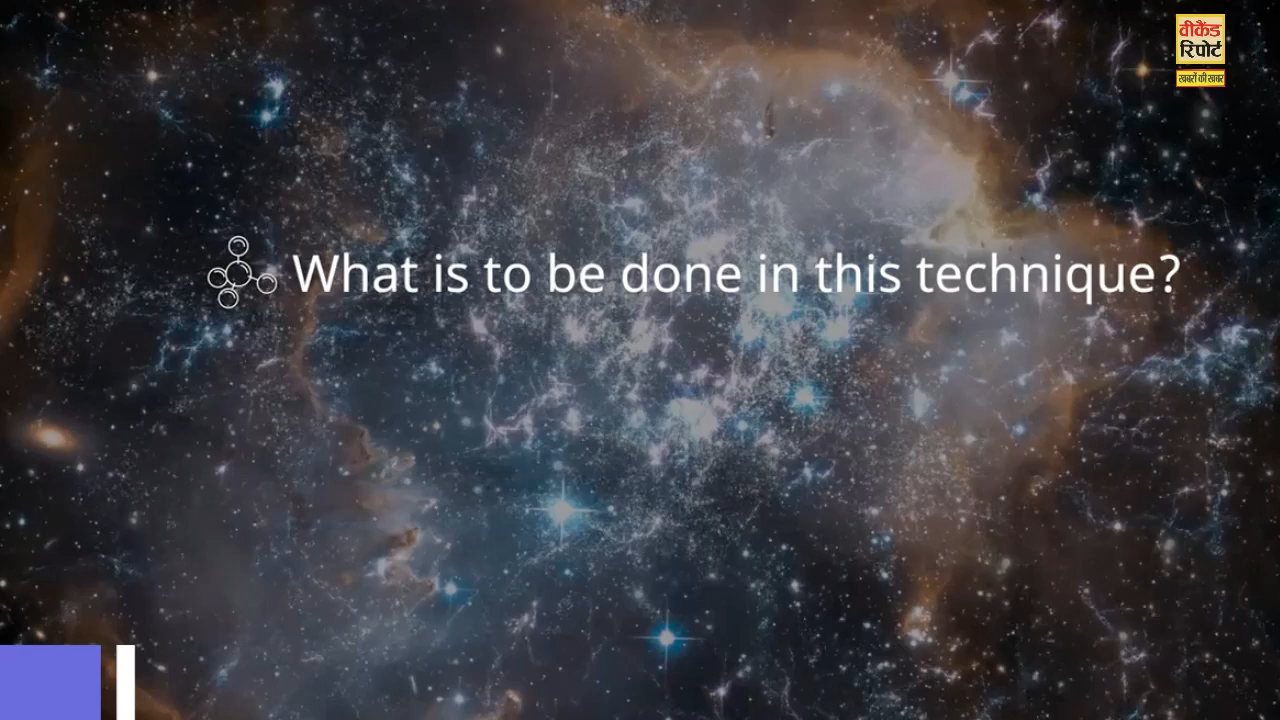 वीकैंड
रिपोर्ट
खबरों की खबर
What is to be done in this technique?